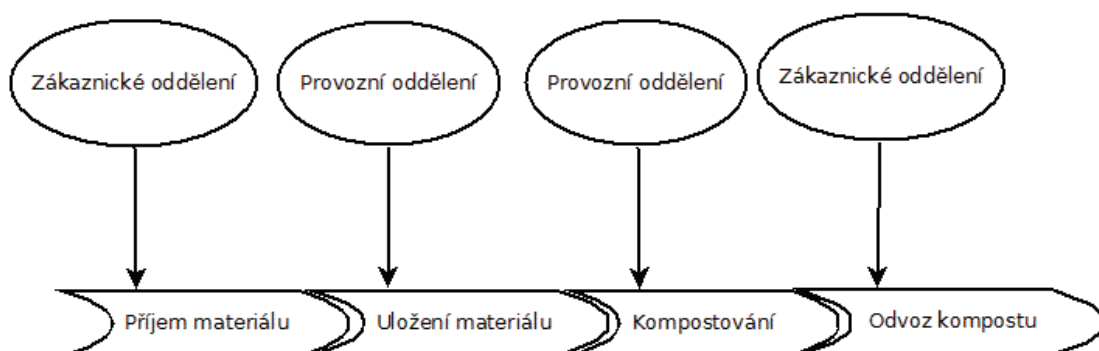 Zákaznické oddělení
Provozní oddělení
Provozní oddělení
Zákaznické oddělení
Příjem materiálu
Uložení materiálu
Kompostování
Odvoz kompostu